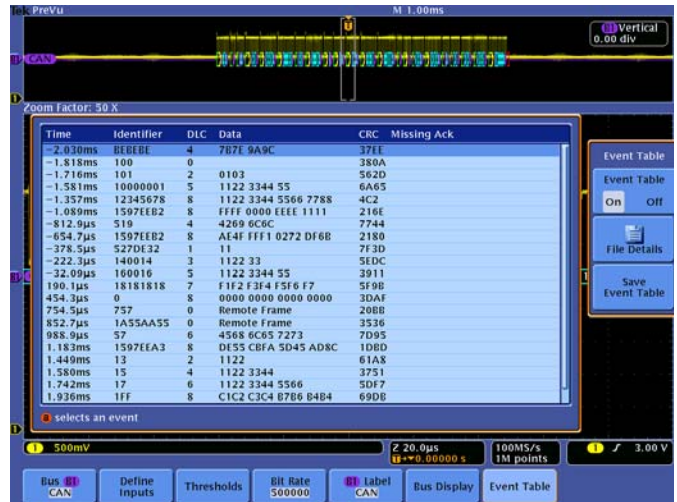 Tek PreVu M 1.00ms
B1 Vertical
0.00 div
B1 CAN
Zoom Factor: 50 X
Time Identifier DLC Data CRC Missing Ack
-2.030ms BEBEBE 4 7B7E 9A9C 37EE
-1.818ms 100 0 380A
-1.716ms 101 2 0103 562D
-1.581ms 10000001 5 1122 3344 55 6A65
-1.357ms 12345678 8 1122 3344 5566 7788 4C2
-1.089ms 1597EEB2 8 FFFF 0000 EEEE 1111 216E
-812.9µs 519 4 4269 6C6C 7744
-654.7µs 1597EEB2 8 AE4F FFF1 0272 DF6B 2180
-378.5µs 527DE32 1 11 7F3D
-222.3µs 140014 3 1122 33 5EDC
-32.09µs 160016 5 1122 3344 55 3911
190.1µs 18181818 7 F1F2 F3F4 F5F6 F7 5F9B
454.3µs 0 8 0000 0000 0000 0000 3DAF
754.5µs 757 0 Remote Frame 20BB
852.7µs 1A55AA55 0 Remote Frame 3536
988.9µs 57 6 4568 6C65 7273 7D95
1.183ms 1597EEA3 8 DE55 CBFA 5D45 AD8C 1DBD
1.449ms 13 2 1122 61A8
1.580ms 15 4 1122 3344 3751
1.742ms 17 6 1122 3344 5566 5DF7
1.936ms 1FF 8 C1C2 C3C4 B7B6 B4B4 69DB
a selects an event
Event Table
Event Table
On Off
File Details
Save
Event Table
1 500mV
Z 20.0µs
0.00000 s
100MS/s
1M points
1 3.00 V
Bus B1
CAN
Define
Inputs
Thresholds
Bit Rate
500000
B1 Label
CAN
Bus Display
Event Table